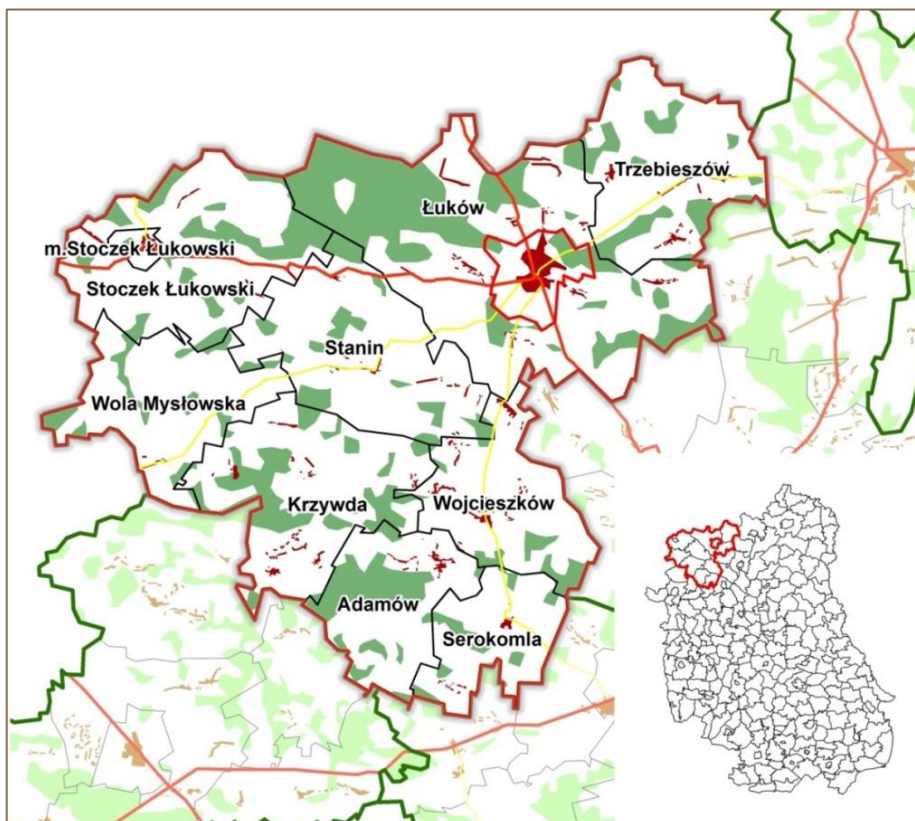 Trzebieszów
Łuków
m.Stoczek Łukowski
Stoczek Łukowski
Stanin
Wola Mysłowska
Krzywda
Wojcieszków
Adamów
Serokomla